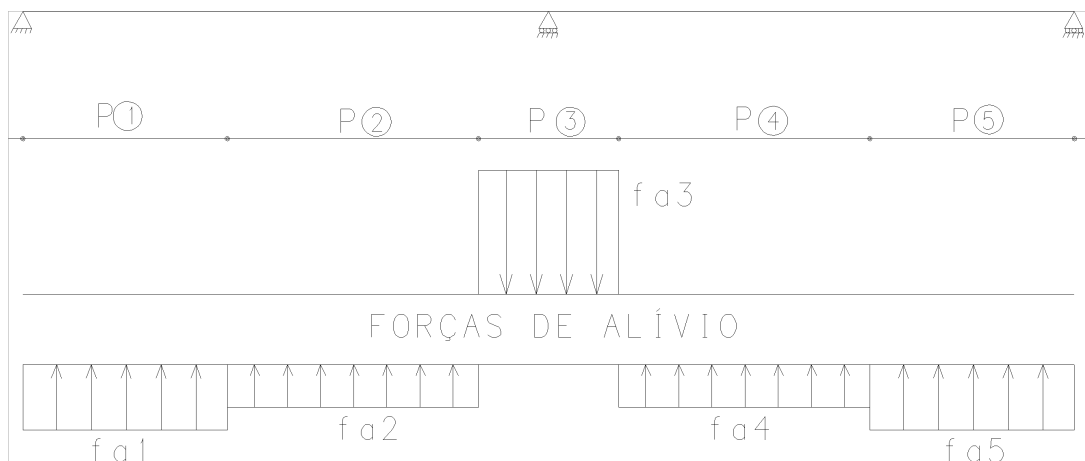 P① P② P③ P④ P⑤
fa3
FORÇAS DE ALÍVIO
fa2 fa4
fa1 fa5